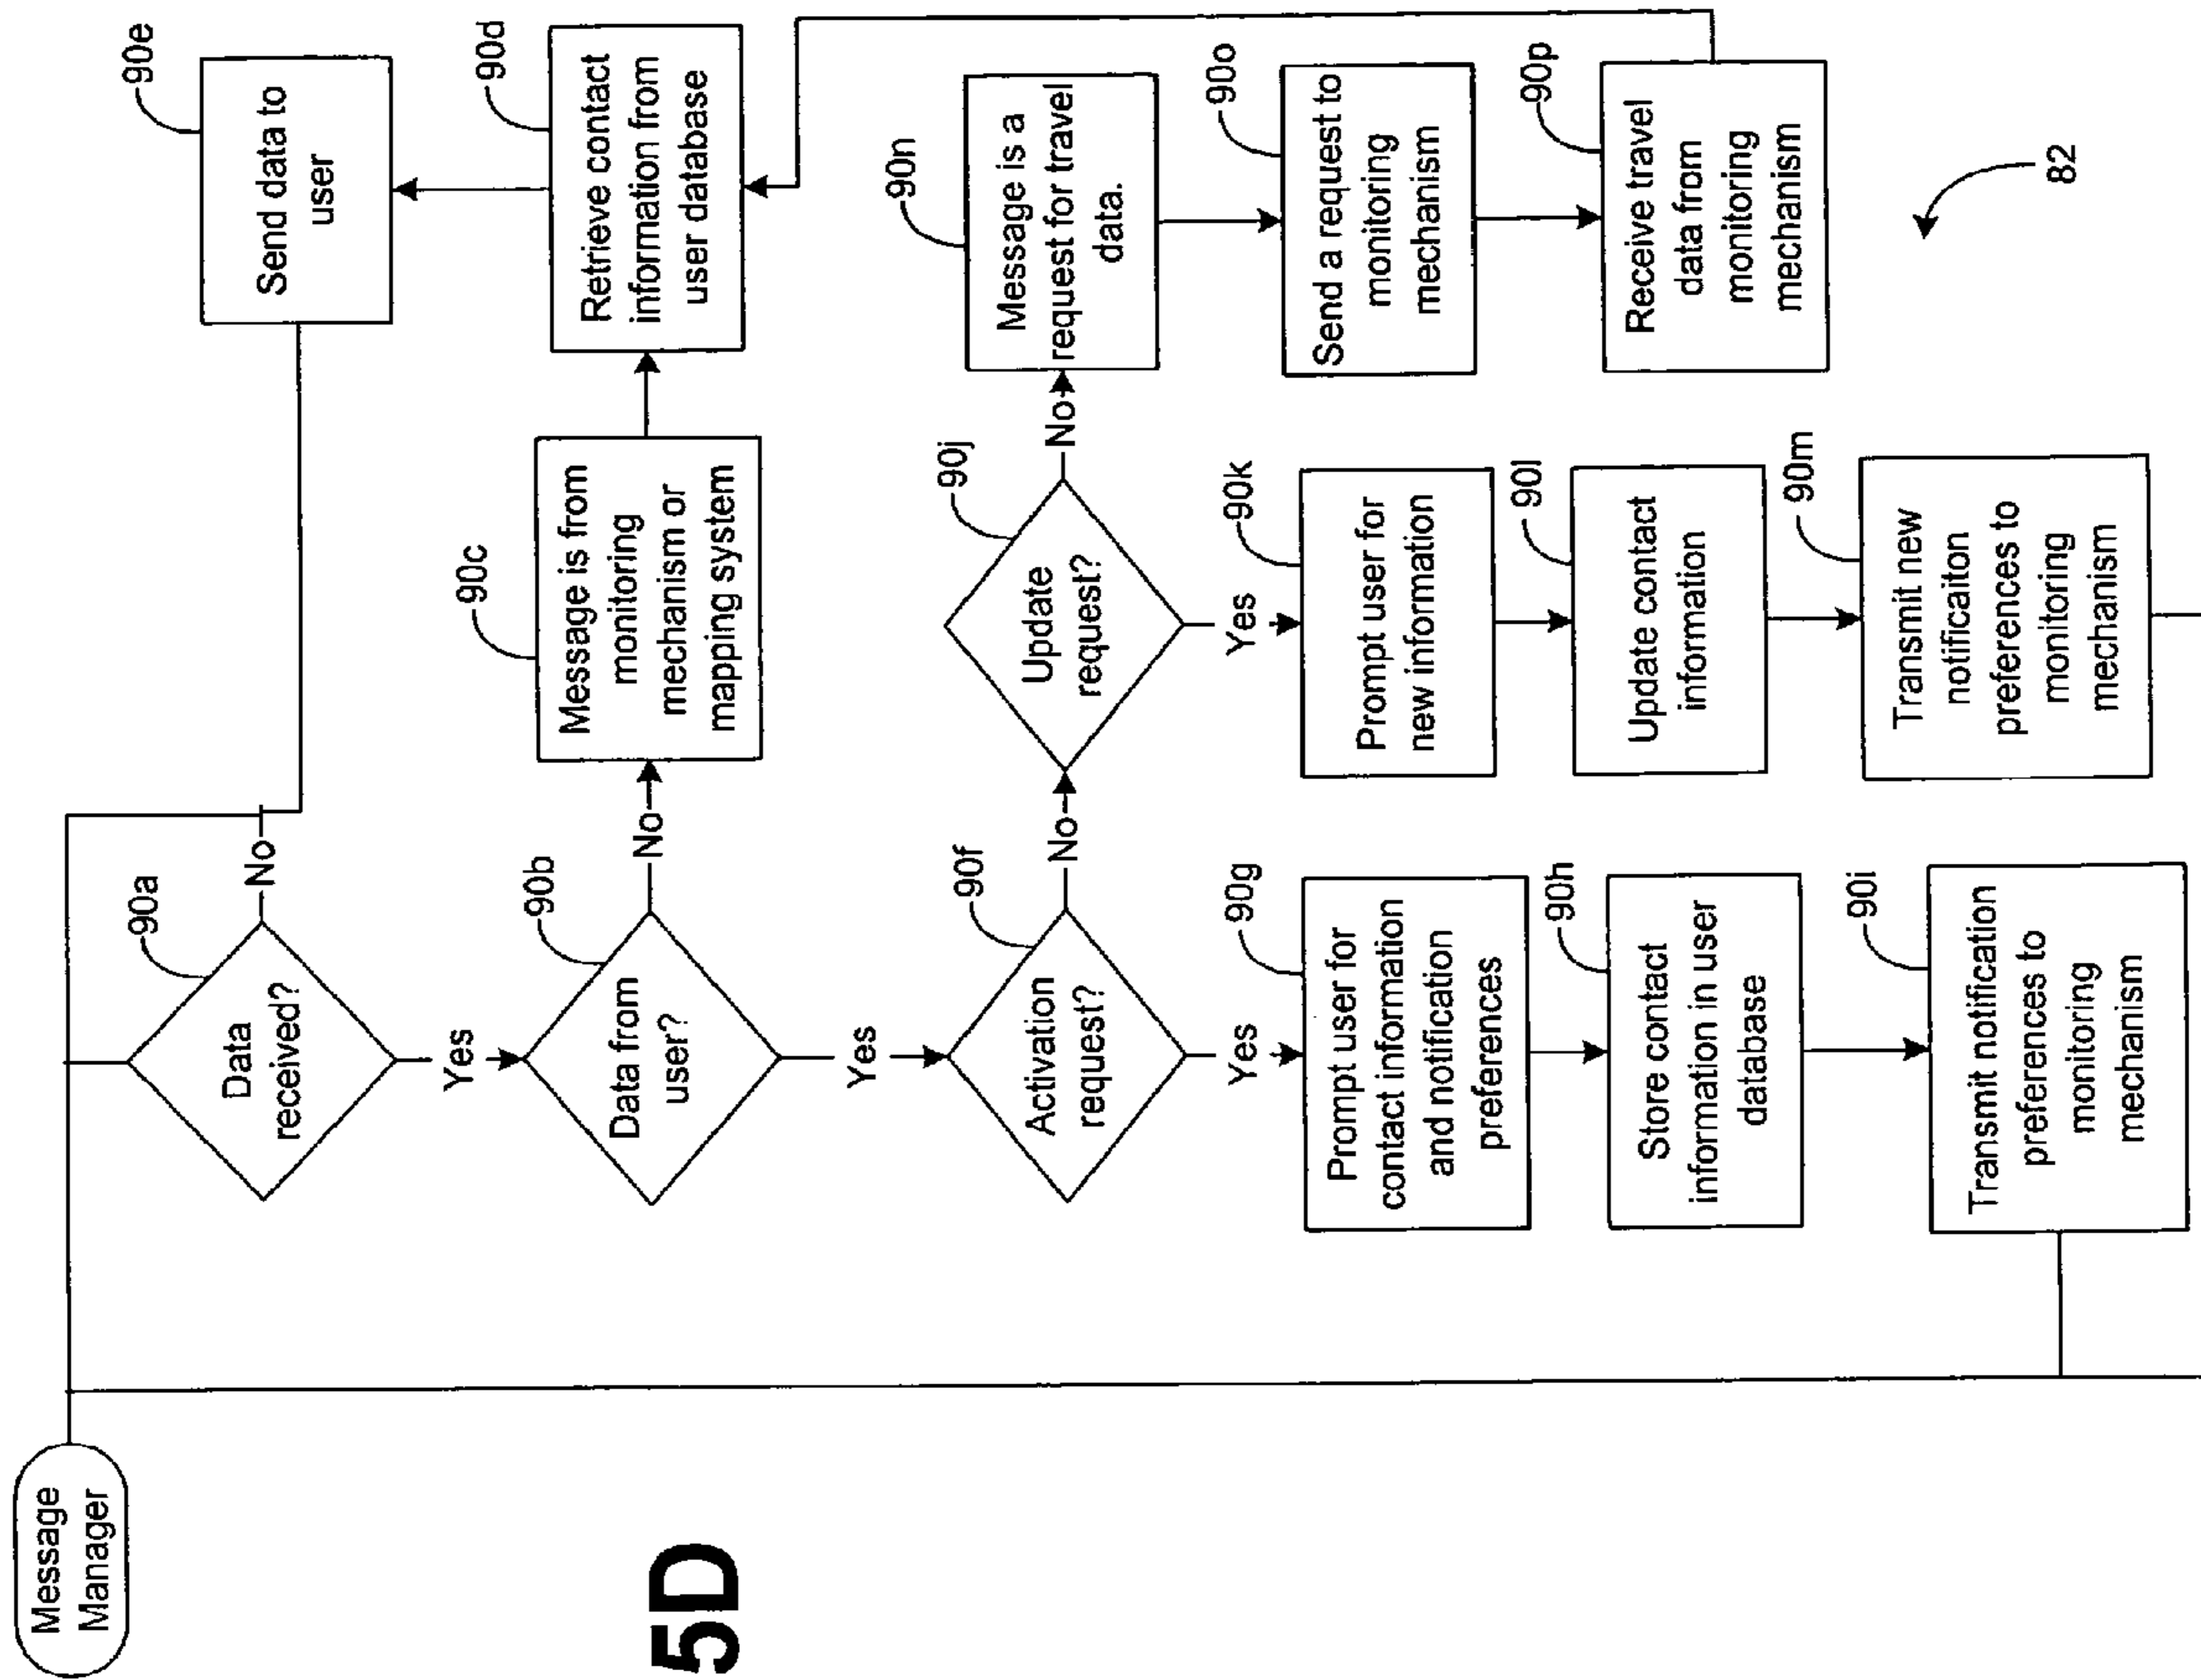 Message
Manager
5D
90a
Data
received?
No
Yes
90b
Data from
user?
No
Yes
90c
Message is from
monitoring
mechanism or
mapping system
90d
Retrieve contact
information from
user database
90e
Send data to
user
90f
Activation
request?
No
Yes
90g
Prompt user for
contact information
and notification
preferences
90h
Store contact
information in user
database
90i
Transmit notification
preferences to
monitoring
mechanism
90j
Update
request?
No
Yes
90k
Prompt user for
new information
90l
Update contact
information
90m
Transmit new
notificaiton
preferences to
monitoring
mechanism
90n
Message is a
request for travel
data.
90o
Send a request to
monitoring
mechanism
90p
Receive travel
data from
monitoring
mechanism
82